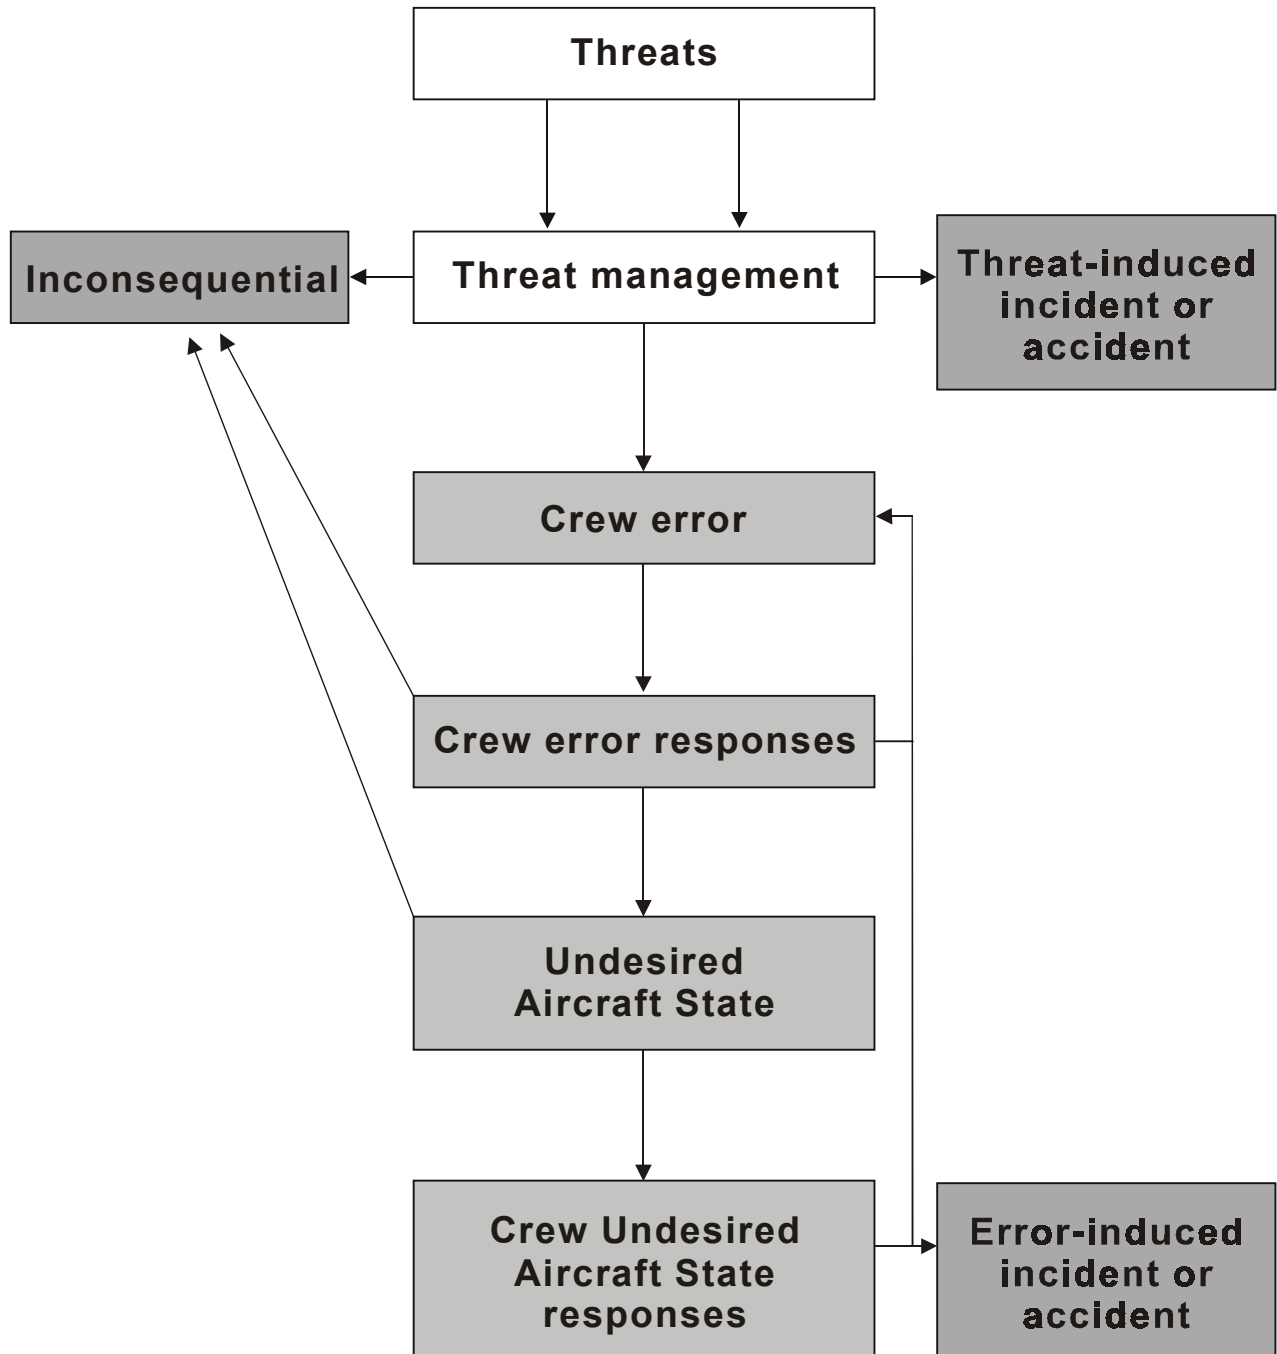 Threats
Inconsequential
Threat management
Threat-induced
incident or
accident
Crew error
Crew error responses
Undesired
Aircraft State
Crew Undesired
Aircraft State
responses
Error-induced
incident or
accident